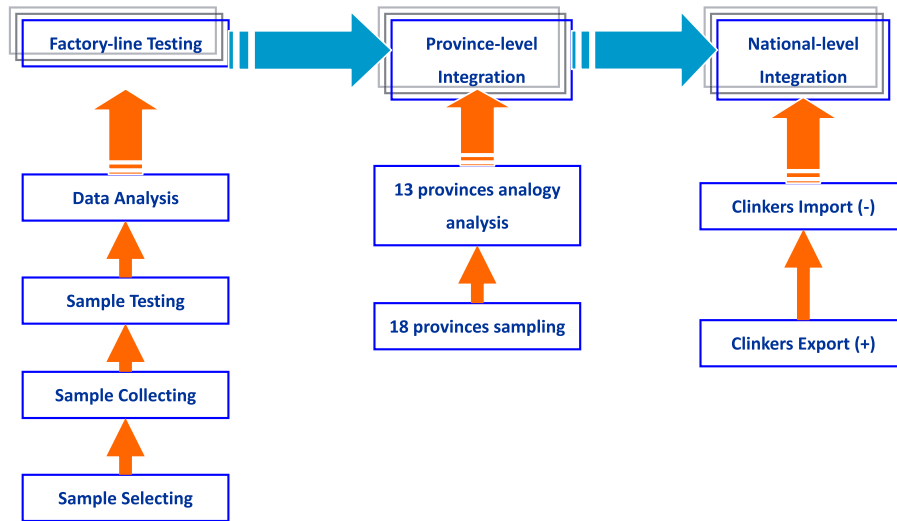 Factory-line Testing
Province-level
Integration
National-level
Integration
Data Analysis
13 provinces analogy
analysis
Clinkers Import (-)
Sample Testing
18 provinces sampling
Clinkers Export (+)
Sample Collecting
Sample Selecting